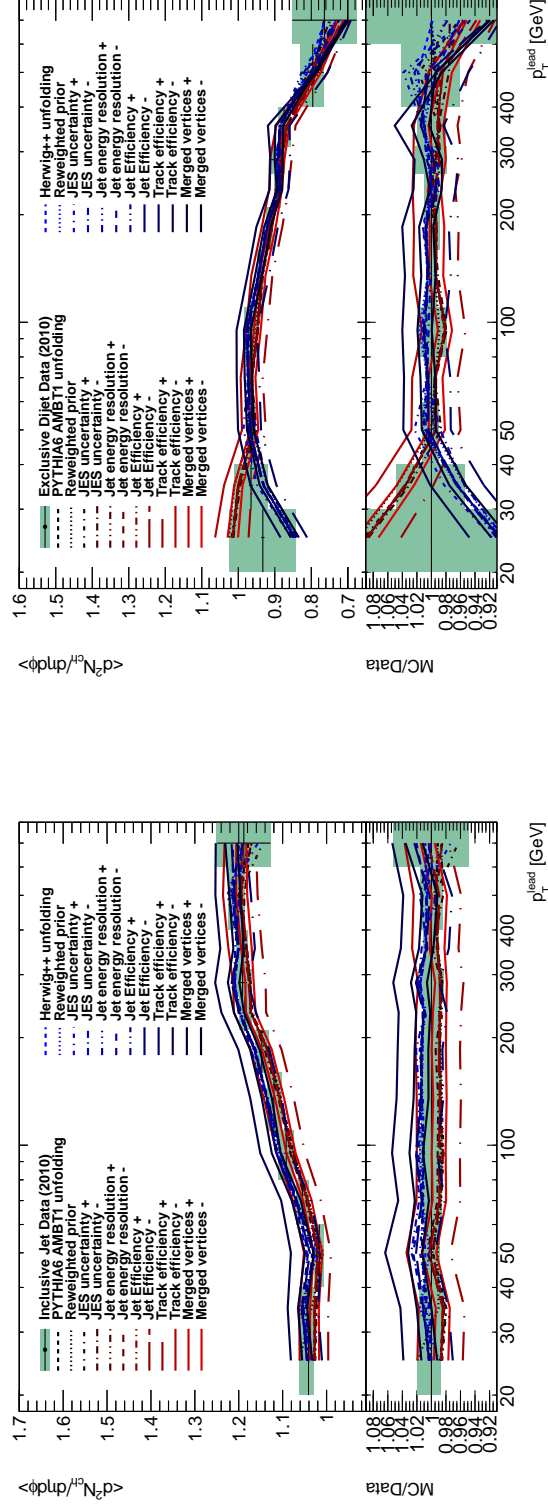 <d²N_ch/dηdφ>
1.7
1.6
1.5
1.4
1.3
1.2
1.1
1
Inclusive Jet Data (2010)
PYTHIA6 AMBT1 unfolding
Reweighted prior
JES uncertainty +
JES uncertainty -
Jet energy resolution +
Jet energy resolution -
Jet Efficiency +
Jet Efficiency -
Track efficiency +
Track efficiency -
Merged vertices +
Merged vertices -
Herwig++ unfolding
Reweighted prior
JES uncertainty +
JES uncertainty -
Jet energy resolution +
Jet energy resolution -
Jet Efficiency +
Jet Efficiency -
Track efficiency +
Track efficiency -
Merged vertices +
Merged vertices -
MC/Data
1.08
1.06
1.04
1.02
1
0.98
0.96
0.94
0.92
20 30 40 50 100 200 300 400
p_T^lead [GeV]
<d²N_ch/dηdφ>
1.6
1.5
1.4
1.3
1.2
1.1
1
0.9
0.8
0.7
Exclusive Dijet Data (2010)
PYTHIA6 AMBT1 unfolding
Reweighted prior
JES uncertainty +
JES uncertainty -
Jet energy resolution +
Jet energy resolution -
Jet Efficiency +
Jet Efficiency -
Track efficiency +
Track efficiency -
Merged vertices +
Merged vertices -
Herwig++ unfolding
Reweighted prior
JES uncertainty +
JES uncertainty -
Jet energy resolution +
Jet energy resolution -
Jet Efficiency +
Jet Efficiency -
Track efficiency +
Track efficiency -
Merged vertices +
Merged vertices -
MC/Data
1.08
1.06
1.04
1.02
1
0.98
0.96
0.94
0.92
20 30 40 50 100 200 300 400
p_T^lead [GeV]